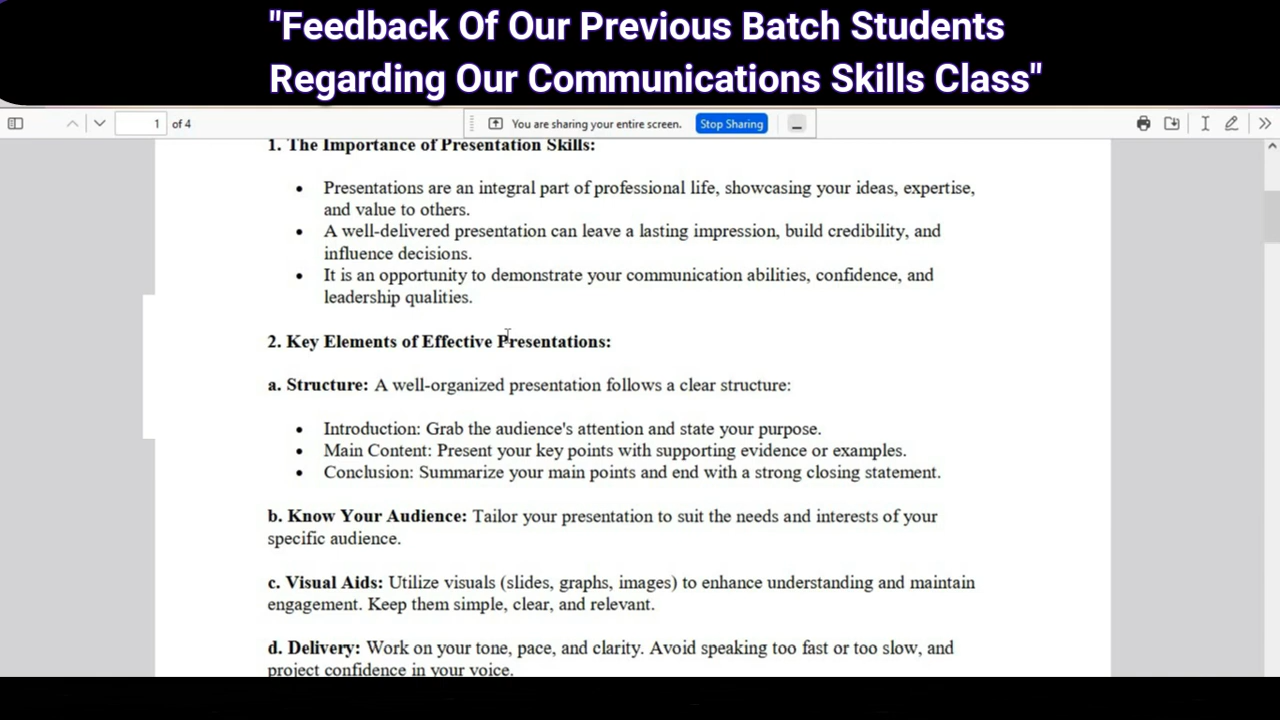 "Feedback Of Our Previous Batch Students
Regarding Our Communications Skills Class"
1 of 4
You are sharing your entire screen. Stop Sharing
1. The Importance of Presentation Skills:
• Presentations are an integral part of professional life, showcasing your ideas, expertise,
and value to others.
• A well-delivered presentation can leave a lasting impression, build credibility, and
influence decisions.
• It is an opportunity to demonstrate your communication abilities, confidence, and
leadership qualities.
2. Key Elements of Effective Presentations:
a. Structure: A well-organized presentation follows a clear structure:
• Introduction: Grab the audience's attention and state your purpose.
• Main Content: Present your key points with supporting evidence or examples.
• Conclusion: Summarize your main points and end with a strong closing statement.
b. Know Your Audience: Tailor your presentation to suit the needs and interests of your
specific audience.
c. Visual Aids: Utilize visuals (slides, graphs, images) to enhance understanding and maintain
engagement. Keep them simple, clear, and relevant.
d. Delivery: Work on your tone, pace, and clarity. Avoid speaking too fast or too slow, and
project confidence in your voice.